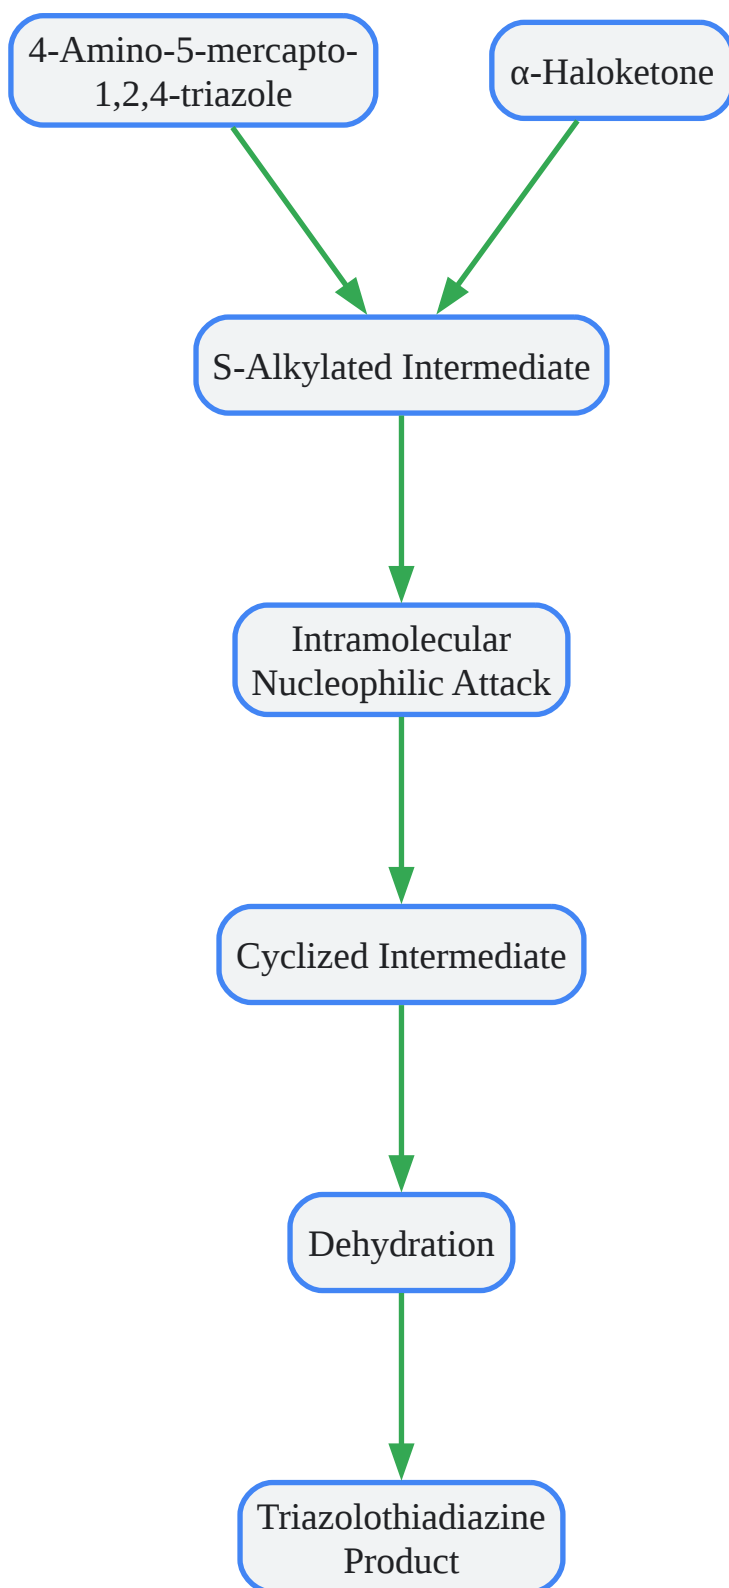 4-Amino-5-mercapto-
1,2,4-triazole
α-Haloketone
S-Alkylated Intermediate
Intramolecular
Nucleophilic Attack
Cyclized Intermediate
Dehydration
Triazolothiadiazine
Product